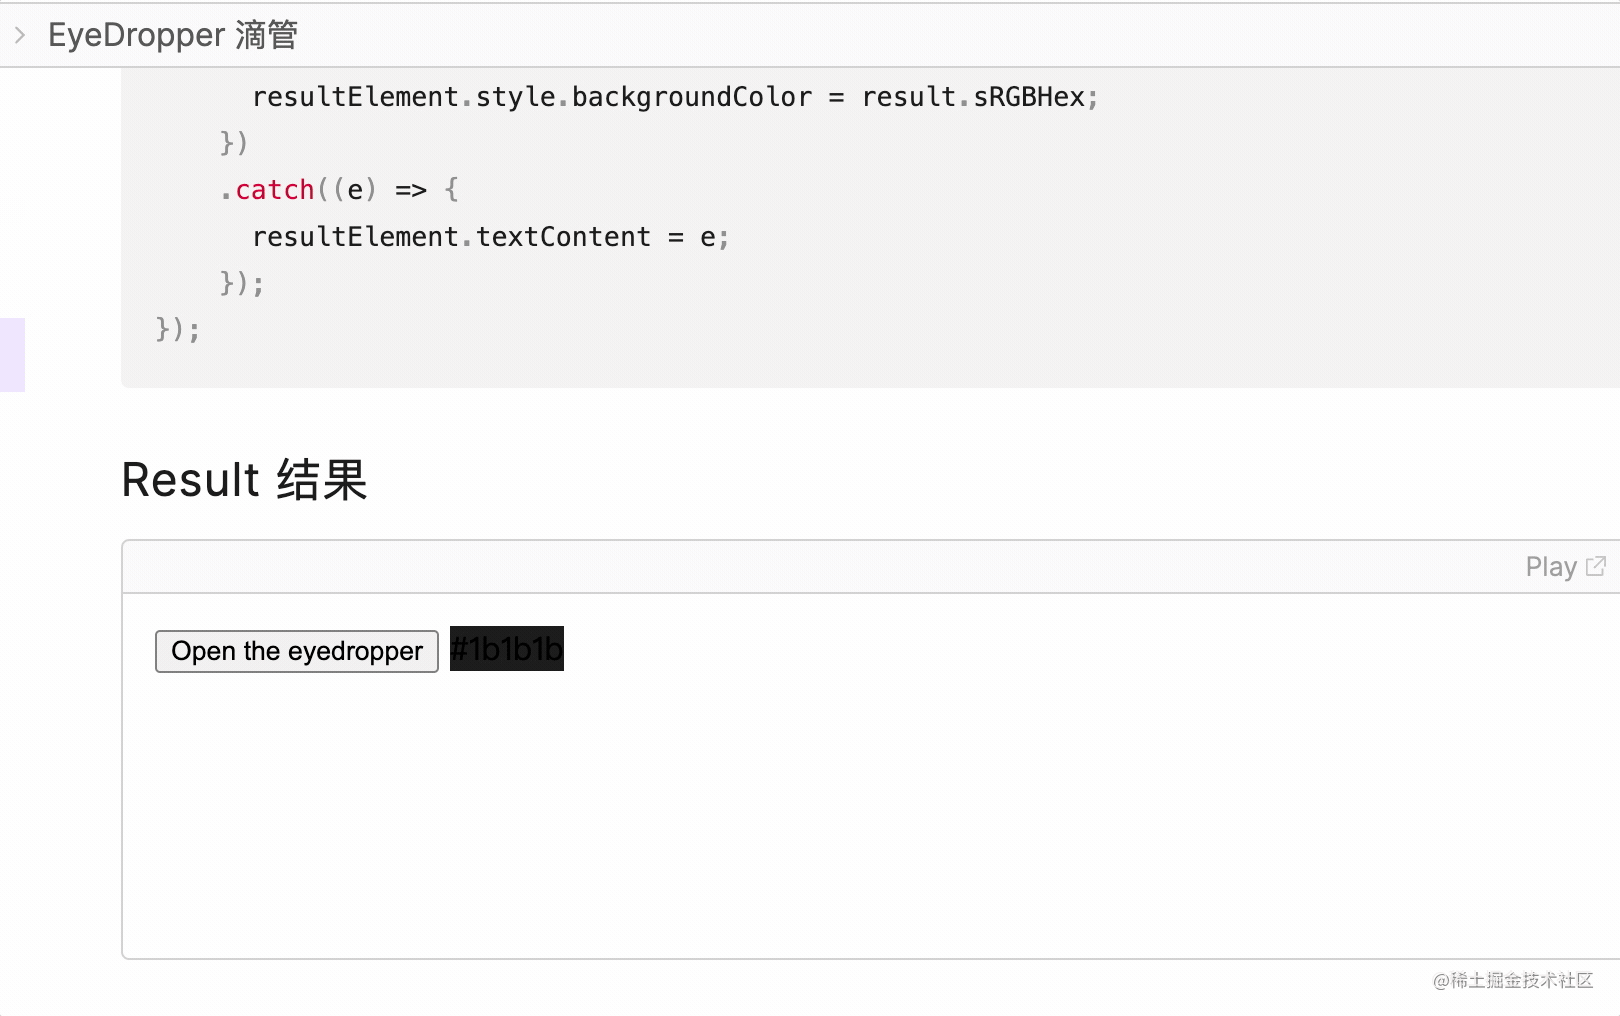 EyeDropper 滴管
resultElement.style.backgroundColor = result.sRGBHex;
})
.catch((e) => {
resultElement.textContent = e;
});
});
Result 结果
Play
Open the eyedropper #1b1b1b
@稀土掘金技术社区